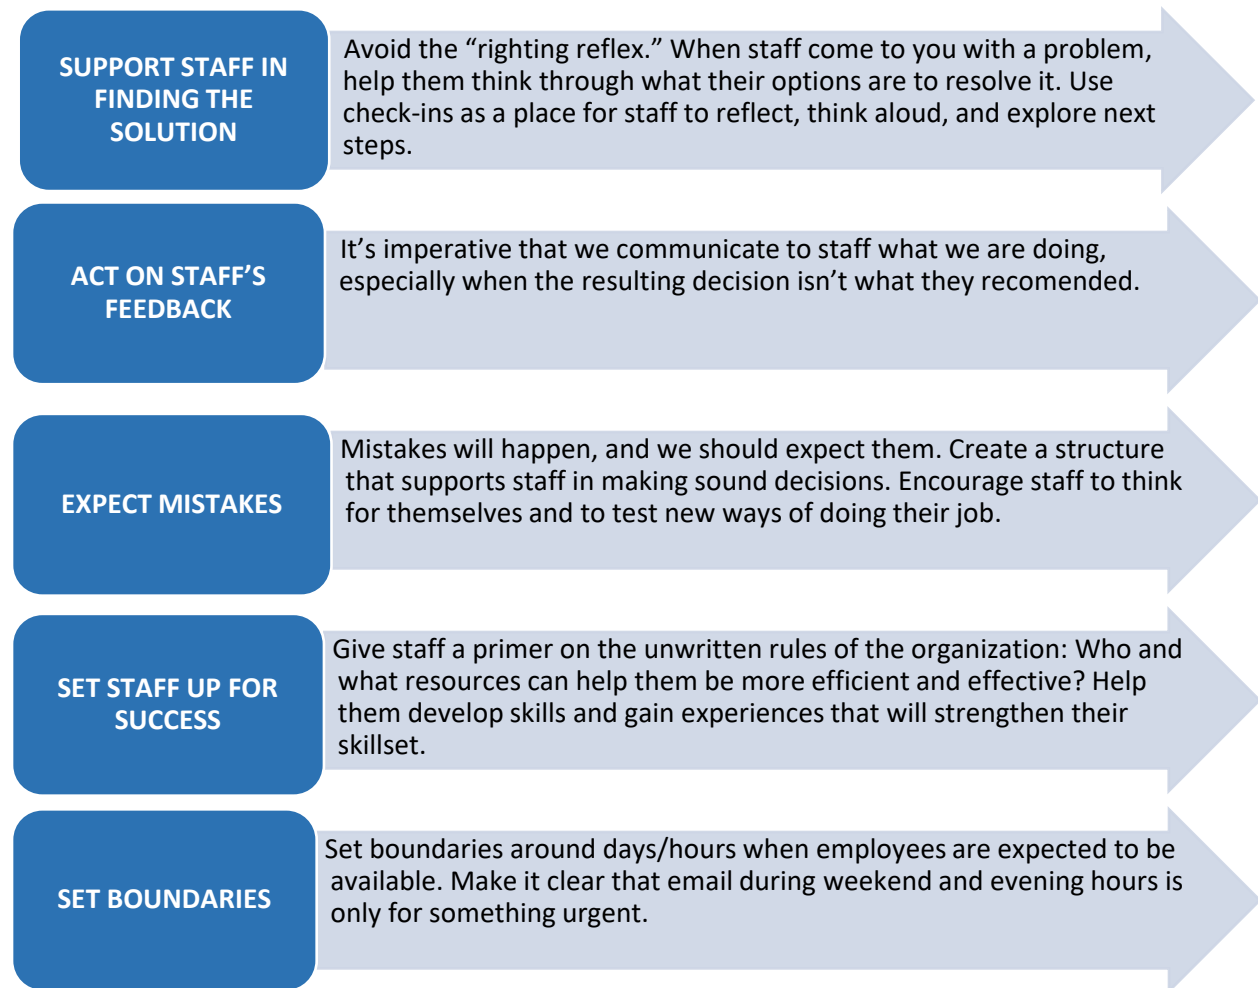 SUPPORT STAFF IN
FINDING THE
SOLUTION
Avoid the “righting reflex.” When staff come to you with a problem,
help them think through what their options are to resolve it. Use
check-ins as a place for staff to reflect, think aloud, and explore next
steps.
ACT ON STAFF’S
FEEDBACK
It’s imperative that we communicate to staff what we are doing,
especially when the resulting decision isn’t what they recomended.
EXPECT MISTAKES
Mistakes will happen, and we should expect them. Create a structure
that supports staff in making sound decisions. Encourage staff to think
for themselves and to test new ways of doing their job.
SET STAFF UP FOR
SUCCESS
Give staff a primer on the unwritten rules of the organization: Who and
what resources can help them be more efficient and effective? Help
them develop skills and gain experiences that will strengthen their
skillset.
SET BOUNDARIES
Set boundaries around days/hours when employees are expected to be
available. Make it clear that email during weekend and evening hours is
only for something urgent.